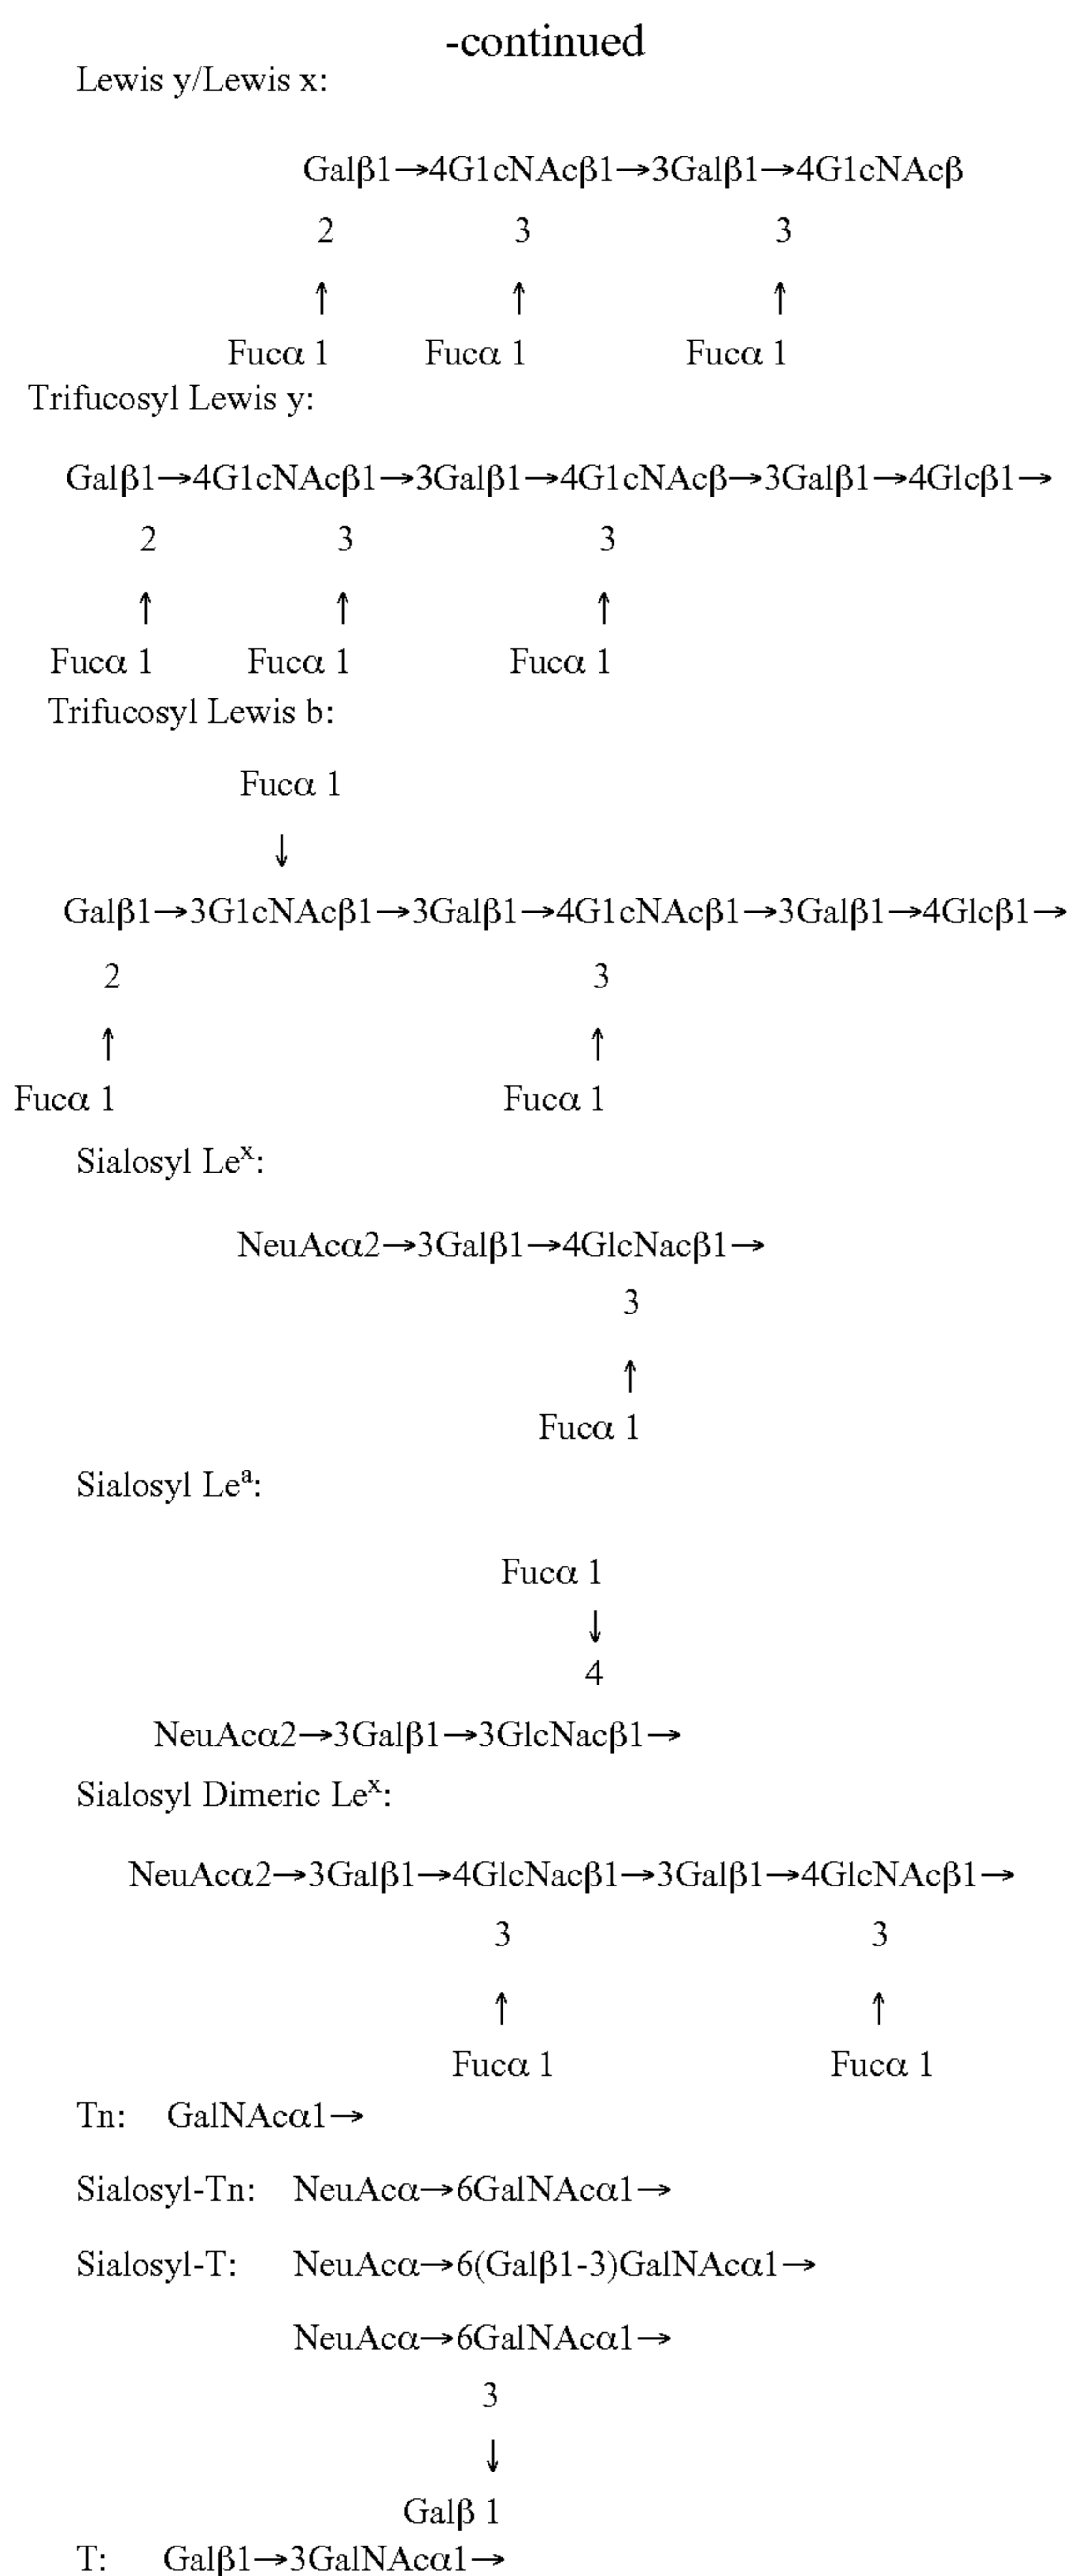 -continued
Lewis y/Lewis x:
Galβ1→4G1cNAcβ1→3Galβ1→4G1cNAcβ
2 3 3
↑ ↑ ↑
Fucα 1 Fucα 1 Fucα 1
Trifucosyl Lewis y:
Galβ1→4G1cNAcβ1→3Galβ1→4G1cNAcβ→3Galβ1→4Glcβ1→
2 3 3
↑ ↑ ↑
Fucα 1 Fucα 1 Fucα 1
Trifucosyl Lewis b:
Fucα 1
↓
Galβ1→3G1cNAcβ1→3Galβ1→4G1cNAcβ1→3Galβ1→4Glcβ1→
2 3
↑ ↑
Fucα 1 Fucα 1
Sialosyl Leˣ:
NeuAcα2→3Galβ1→4GlcNacβ1→
3
↑
Fucα 1
Sialosyl Leᵃ:
Fucα 1
↓
4
NeuAcα2→3Galβ1→3GlcNacβ1→
Sialosyl Dimeric Leˣ:
NeuAcα2→3Galβ1→4GlcNacβ1→3Galβ1→4GlcNAcβ1→
3 3
↑ ↑
Fucα 1 Fucα 1
Tn: GalNAcα1→
Sialosyl-Tn: NeuAcα→6GalNAcα1→
Sialosyl-T: NeuAcα→6(Galβ1-3)GalNAcα1→
NeuAcα→6GalNAcα1→
3
↓
Galβ 1
T: Galβ1→3GalNAcα1→